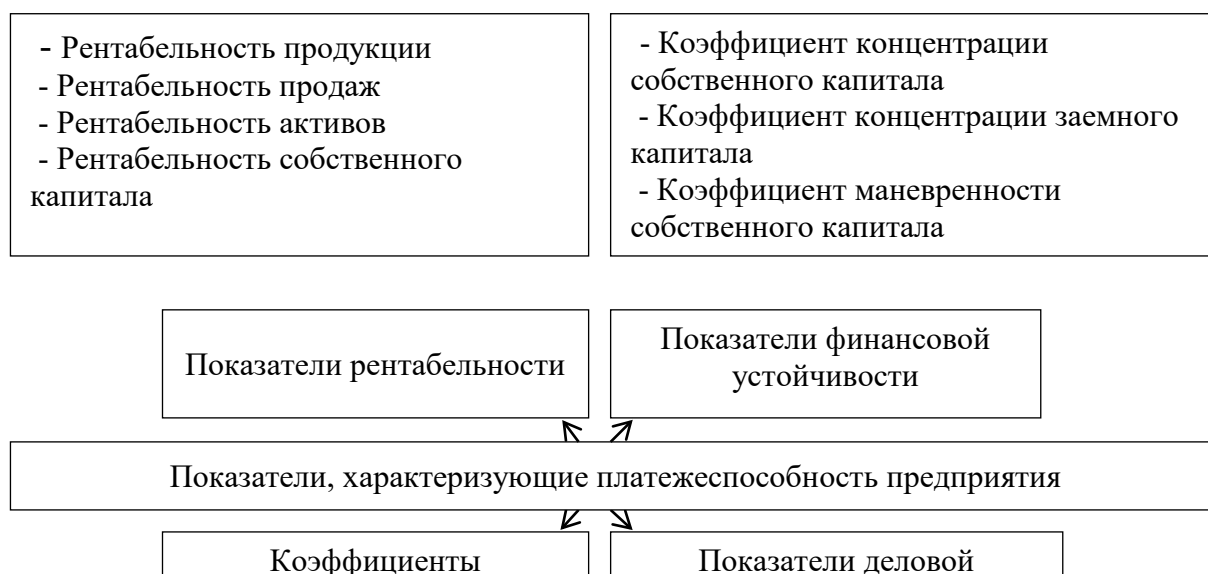 - Рентабельность продукции
- Рентабельность продаж
- Рентабельность активов
- Рентабельность собственного
капитала
- Коэффициент концентрации
собственного капитала
- Коэффициент концентрации заемного
капитала
- Коэффициент маневренности
собственного капитала
Показатели рентабельности
Показатели финансовой
устойчивости
Показатели, характеризующие платежеспособность предприятия
Коэффициенты
Показатели деловой